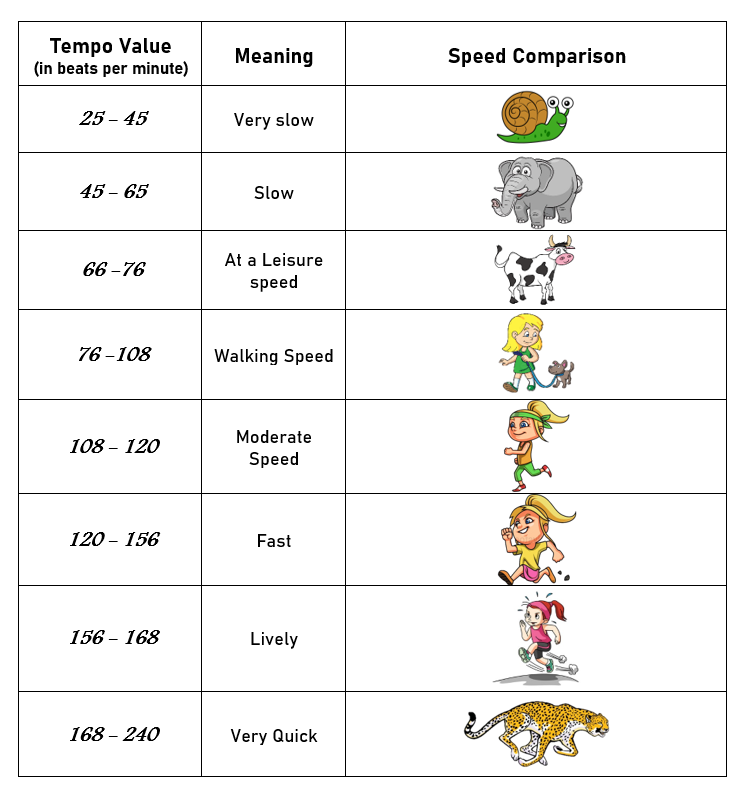 Tempo Value
(in beats per minute)
Meaning
Speed Comparison
25 – 45
Very slow
45 – 65
Slow
66 –76
At a Leisure
speed
76 –108
Walking Speed
108 – 120
Moderate
Speed
120 – 156
Fast
156 – 168
Lively
168 – 240
Very Quick